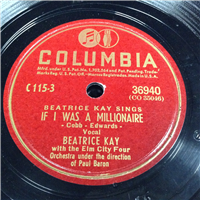 COLUMBIA
C 115-3
36940
(CO 33046)
BEATRICE KAY SINGS
IF I WAS A MILLIONAIRE
-Cobb - Edwards-
Vocal
BEATRICE KAY
with the Elm City Four
Orchestra under the direction
of Paul Baron